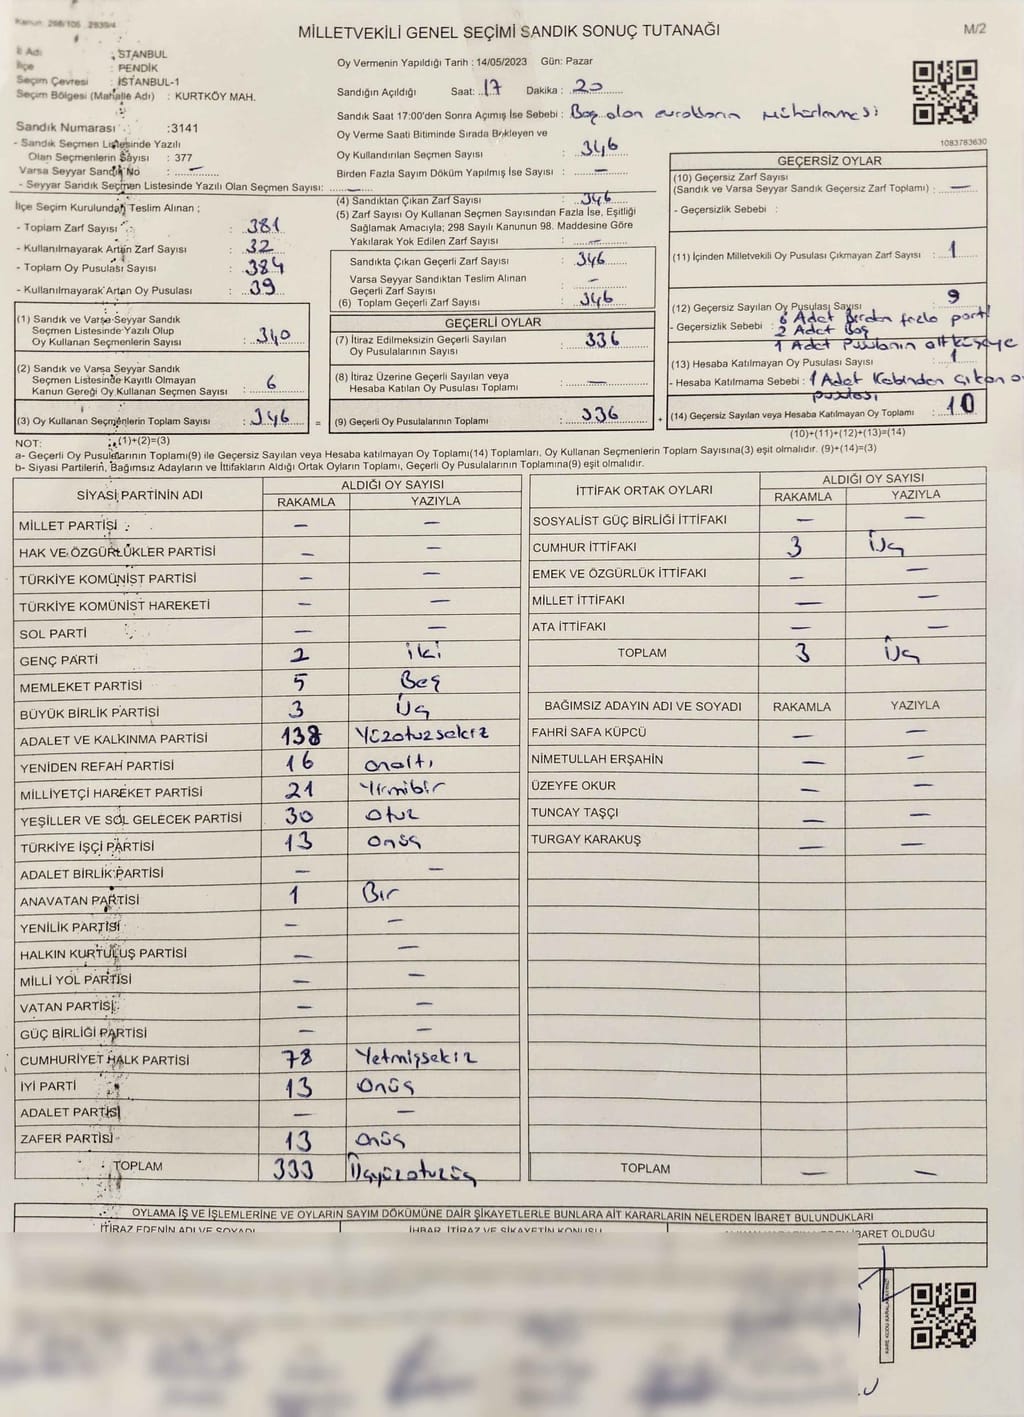 MİLLETVEKİLİ GENEL SEÇİMİ SANDIK SONUÇ TUTANAĞI
M/2
İl Adı : İSTANBUL
İlçe : PENDİK
Seçim Çevresi : İSTANBUL-1
Seçim Bölgesi (Mahalle Adı) : KURTKÖY MAH.
Sandık Numarası :3141
- Sandık Seçmen Listesinde Yazılı
Olan Seçmenlerin Sayısı : 377
Varsa Seyyar Sandık No : —
- Seyyar Sandık Seçmen Listesinde Yazılı Olan Seçmen Sayısı: —
İlçe Seçim Kurulundan Teslim Alınan ;
- Toplam Zarf Sayısı : 381
- Kullanılmayarak Artan Zarf Sayısı : 32
- Toplam Oy Pusulası Sayısı : 384
- Kullanılmayarak Artan Oy Pusulası : 39
(1) Sandık ve Varsa Seyyar Sandık
Seçmen Listesinde Yazılı Olup
Oy Kullanan Seçmenlerin Sayısı : 340
(2) Sandık ve Varsa Seyyar Sandık
Seçmen Listesinde Kayıtlı Olmayan
Kanun Gereği Oy Kullanan Seçmen Sayısı : 6
(3) Oy Kullanan Seçmenlerin Toplam Sayısı : 346
Oy Vermenin Yapıldığı Tarih : 14/05/2023 Gün: Pazar
Sandığın Açıldığı Saat: 17 Dakika : 20
Sandık Saat 17:00'den Sonra Açımış İse Sebebi : Boş olan evrakların mühürlenmesi
Oy Verme Saati Bitiminde Sırada Bekleyen ve
Oy Kullandırılan Seçmen Sayısı : 346
Birden Fazla Sayım Döküm Yapılmış İse Sayısı : —
(4) Sandıktan Çıkan Zarf Sayısı : 346
(5) Zarf Sayısı Oy Kullanan Seçmen Sayısından Fazla İse, Eşitliği
Sağlamak Amacıyla; 298 Sayılı Kanunun 98. Maddesine Göre
Yakılarak Yok Edilen Zarf Sayısı : —
Sandıkta Çıkan Geçerli Zarf Sayısı : 346
Varsa Seyyar Sandıktan Teslim Alınan
Geçerli Zarf Sayısı : —
(6) Toplam Geçerli Zarf Sayısı : 346
GEÇERLİ OYLAR
(7) İtiraz Edilmeksizin Geçerli Sayılan
Oy Pusulalarının Sayısı : 336
(8) İtiraz Üzerine Geçerli Sayılan veya
Hesaba Katılan Oy Pusulası Toplamı : —
= (9) Geçerli Oy Pusulalarının Toplamı : 336 +
1083783630
GEÇERSİZ OYLAR
(10) Geçersiz Zarf Sayısı
(Sandık ve Varsa Seyyar Sandık Geçersiz Zarf Toplamı) : —
- Geçersizlik Sebebi :
(11) İçinden Milletvekili Oy Pusulası Çıkmayan Zarf Sayısı : 1
(12) Geçersiz Sayılan Oy Pusulası Sayısı : 9
- Geçersizlik Sebebi : 6 Adet Birden fazla parti
2 Adet Boş
1 Adet Pusulanın alt köşeye
(13) Hesaba Katılmayan Oy Pusulası Sayısı : 1
- Hesaba Katılmama Sebebi : 1 Adet Kabinden çıkan o
pusulası
(14) Geçersiz Sayılan veya Hesaba Katılmayan Oy Toplamı : 10
NOT: (1)+(2)=(3)
(10)+(11)+(12)+(13)=(14)
a- Geçerli Oy Pusulalarının Toplamı(9) ile Geçersiz Sayılan veya Hesaba katılmayan Oy Toplamı(14) Toplamları, Oy Kullanan Seçmenlerin Toplam Sayısına(3) eşit olmalıdır. (9)+(14)=(3)
b- Siyasi Partilerin, Bağımsız Adayların ve İttifakların Aldığı Ortak Oyların Toplamı, Geçerli Oy Pusulalarının Toplamına(9) eşit olmalıdır.
SİYASİ PARTİNİN ADI ALDIĞI OY SAYISI
RAKAMLA YAZIYLA
MİLLET PARTİSİ — —
HAK VE ÖZGÜRLÜKLER PARTİSİ — —
TÜRKİYE KOMÜNİST PARTİSİ — —
TÜRKİYE KOMÜNİST HAREKETİ — —
SOL PARTİ — —
GENÇ PARTİ 2 iki
MEMLEKET PARTİSİ 5 Beş
BÜYÜK BİRLİK PARTİSİ 3 Üç
ADALET VE KALKINMA PARTİSİ 138 Yüzotuzsekiz
YENİDEN REFAH PARTİSİ 16 onaltı
MİLLİYETÇİ HAREKET PARTİSİ 21 Yirmibir
YEŞİLLER VE SOL GELECEK PARTİSİ 30 otuz
TÜRKİYE İŞÇİ PARTİSİ 13 onüç
ADALET BİRLİK PARTİSİ — —
ANAVATAN PARTİSİ 1 Bir
YENİLİK PARTİSİ — —
HALKIN KURTULUŞ PARTİSİ — —
MİLLİ YOL PARTİSİ — —
VATAN PARTİSİ — —
GÜÇ BİRLİĞİ PARTİSİ — —
CUMHURİYET HALK PARTİSİ 78 Yetmişsekiz
İYİ PARTİ 13 Onüç
ADALET PARTİSİ — —
ZAFER PARTİSİ 13 onüç
TOPLAM 333 Üçyüzotuzüç
İTTİFAK ORTAK OYLARI ALDIĞI OY SAYISI
RAKAMLA YAZIYLA
SOSYALİST GÜÇ BİRLİĞİ İTTİFAKI — —
CUMHUR İTTİFAKI 3 Üç
EMEK VE ÖZGÜRLÜK İTTİFAKI — —
MİLLET İTTİFAKI — —
ATA İTTİFAKI — —
TOPLAM 3 Üç
BAĞIMSIZ ADAYIN ADI VE SOYADI RAKAMLA YAZIYLA
FAHRİ SAFA KÜPCÜ — —
NİMETULLAH ERŞAHİN — —
ÜZEYFE OKUR — —
TUNCAY TAŞÇI — —
TURGAY KARAKUŞ — —
TOPLAM — —
OYLAMA İŞ VE İŞLEMLERİNE VE OYLARIN SAYIM DÖKÜMÜNE DAİR ŞİKAYETLERLE BUNLARA AİT KARARLARIN NELERDEN İBARET BULUNDUKLARI
İTİRAZ EDENİN ADI VE SOYADI İHBAR, İTİRAZ VE ŞİKAYETİN KONUSU BARET OLDUĞU